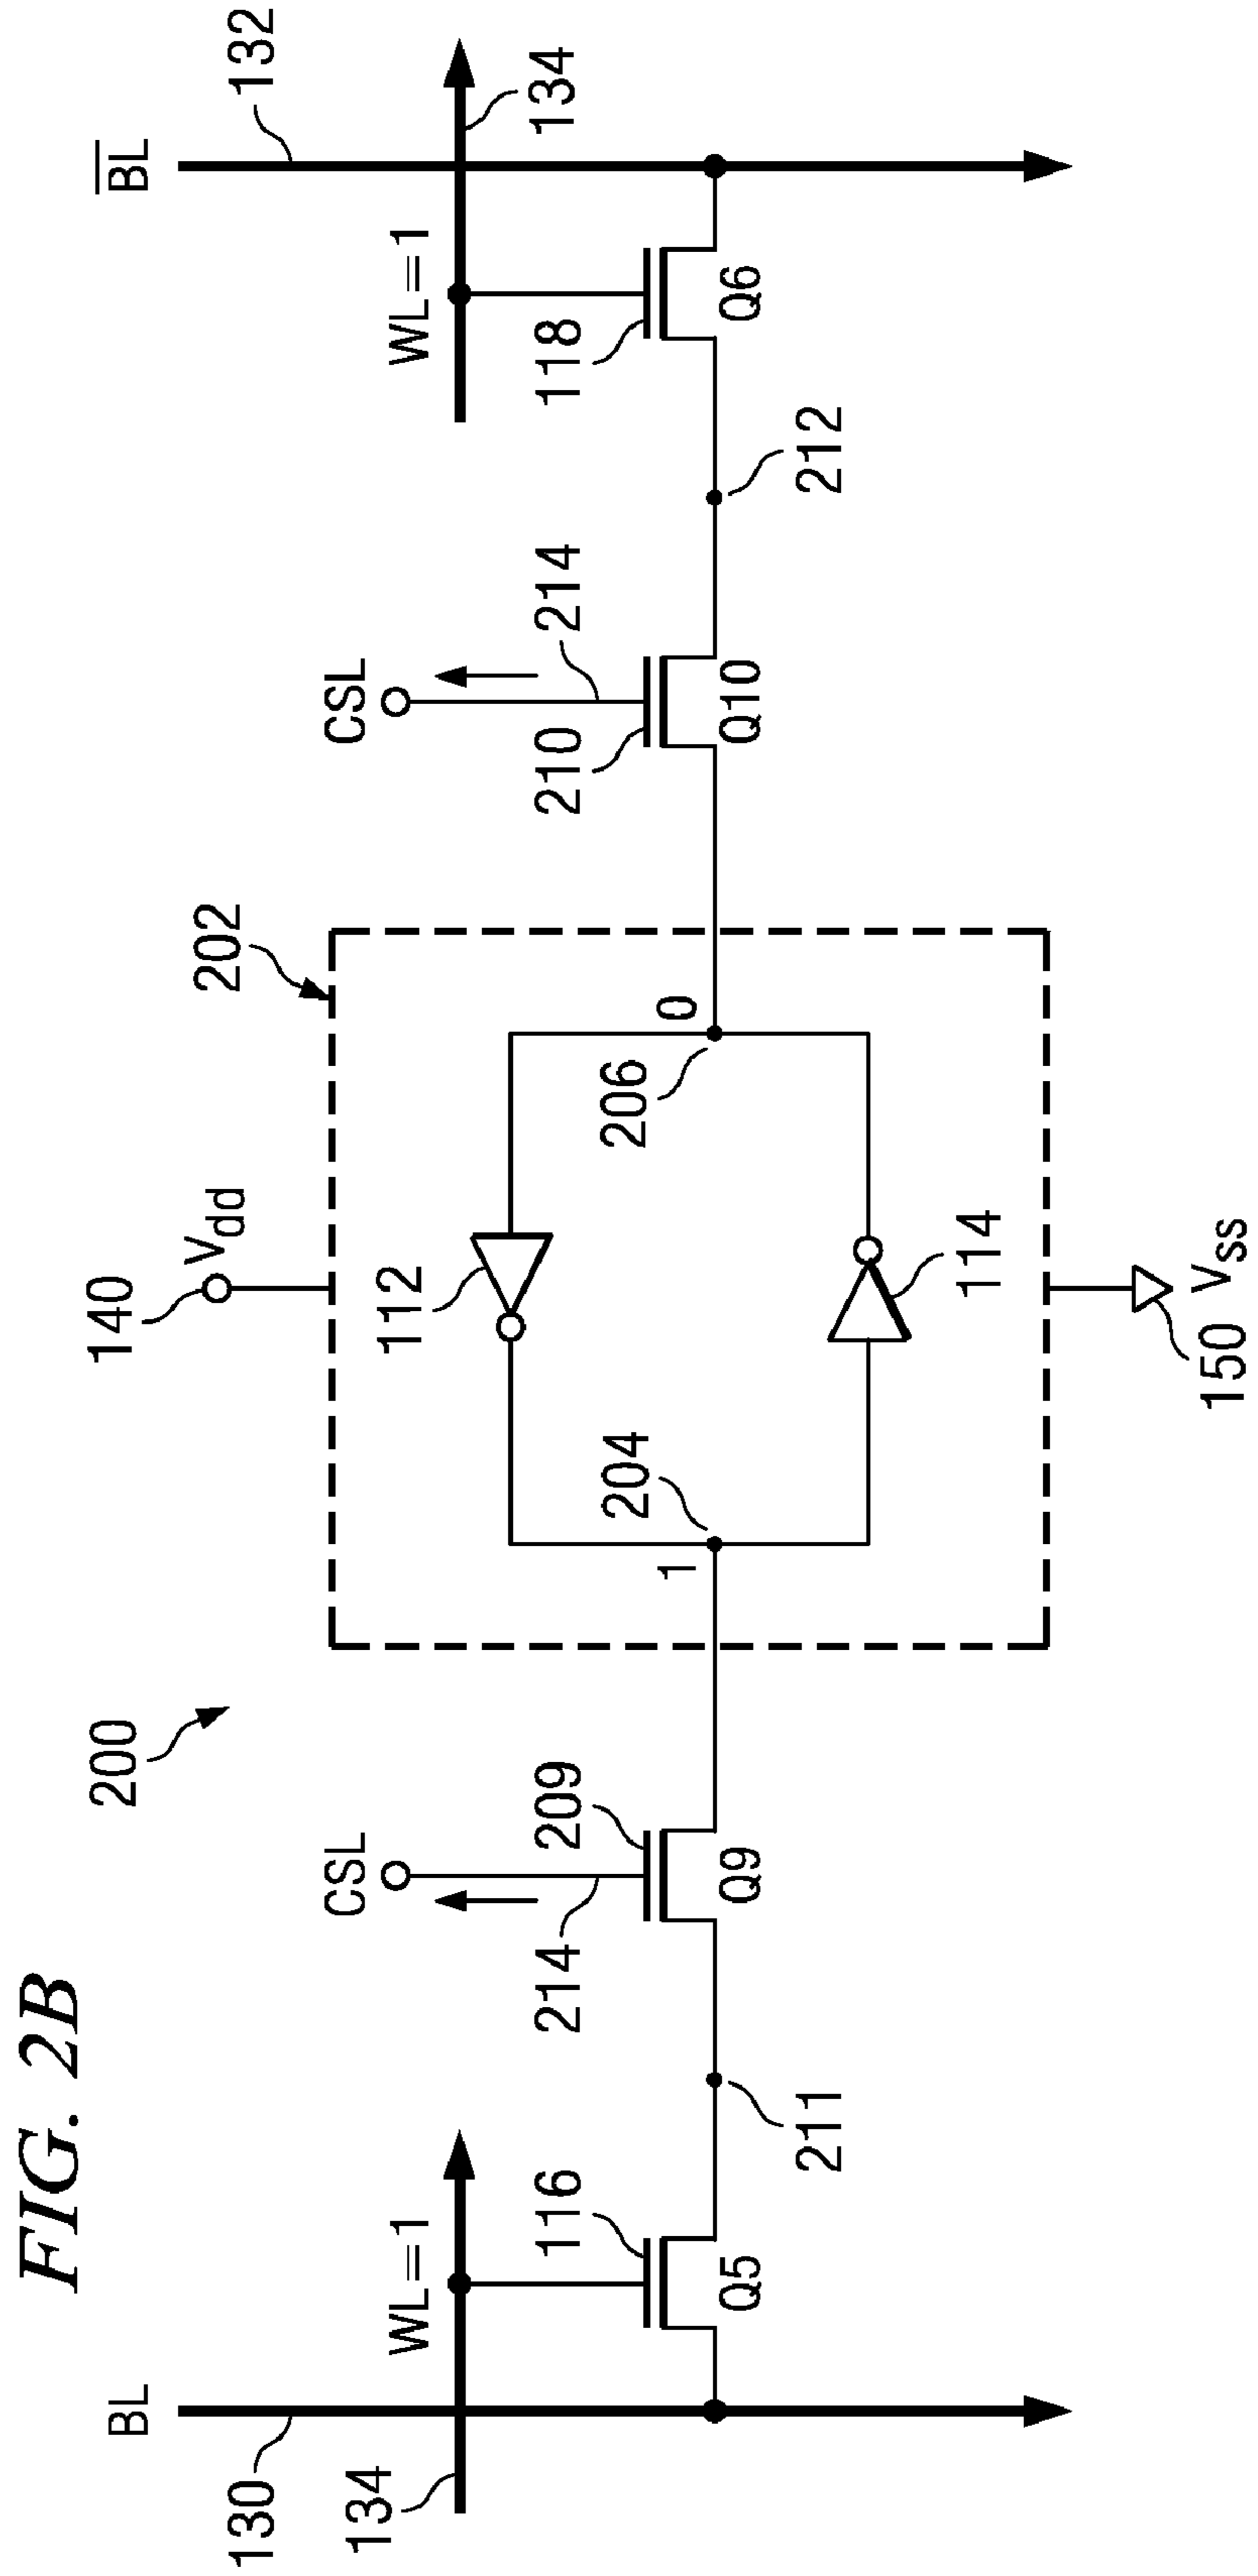 FIG. 2B
200
140
Vdd
202
BL
130
134
WL=1
116
Q5
211
CSL
214
209
Q9
1
204
112
114
206
0
150
Vss
CSL
214
210
Q10
212
WL=1
118
Q6
134
BL
132